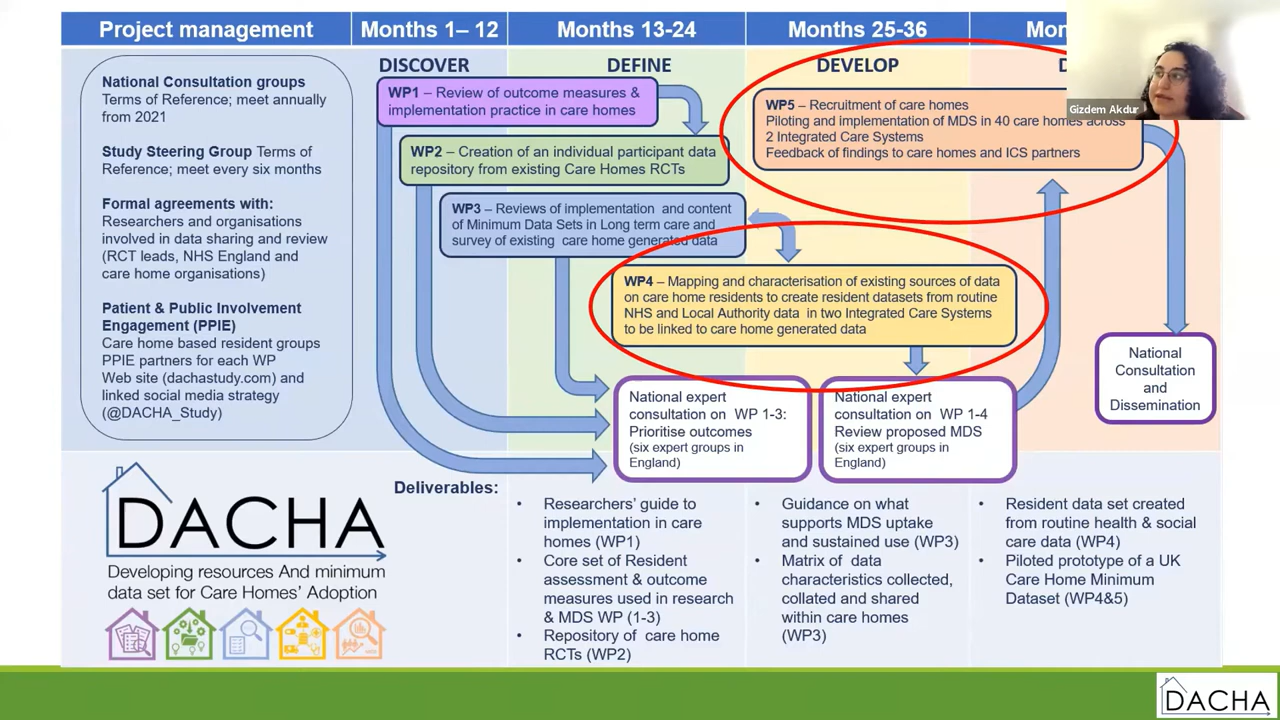 Project management
Months 1– 12
Months 13-24
Months 25-36
Mon
DISCOVER
DEFINE
DEVELOP
D
National Consultation groups
Terms of Reference; meet annually
from 2021
Study Steering Group Terms of
Reference; meet every six months
Formal agreements with:
Researchers and organisations
involved in data sharing and review
(RCT leads, NHS England and
care home organisations)
Patient & Public Involvement
Engagement (PPIE)
Care home based resident groups
PPIE partners for each WP
Web site (dachastudy.com) and
linked social media strategy
(@DACHA_Study)
WP1 – Review of outcome measures &
implementation practice in care homes
WP2 – Creation of an individual participant data
repository from existing Care Homes RCTs
WP3 – Reviews of implementation and content
of Minimum Data Sets in Long term care and
survey of existing care home generated data
WP4 – Mapping and characterisation of existing sources of data
on care home residents to create resident datasets from routine
NHS and Local Authority data in two Integrated Care Systems
to be linked to care home generated data
WP5 – Recruitment of care homes
Piloting and implementation of MDS in 40 care homes across
2 Integrated Care Systems
Feedback of findings to care homes and ICS partners
Gizdem Akdur
National expert
consultation on WP 1-3:
Prioritise outcomes
(six expert groups in
England)
National expert
consultation on WP 1-4
Review proposed MDS
(six expert groups in
England)
National
Consultation
and
Dissemination
Deliverables:
• Researchers' guide to
implementation in care
homes (WP1)
• Core set of Resident
assessment & outcome
measures used in research
& MDS WP (1-3)
• Repository of care home
RCTs (WP2)
• Guidance on what
supports MDS uptake
and sustained use (WP3)
• Matrix of data
characteristics collected,
collated and shared
within care homes
(WP3)
• Resident data set created
from routine health & social
care data (WP4)
• Piloted prototype of a UK
Care Home Minimum
Dataset (WP4&5)
DACHA
Developing resources And minimum
data set for Care Homes' Adoption
DACHA